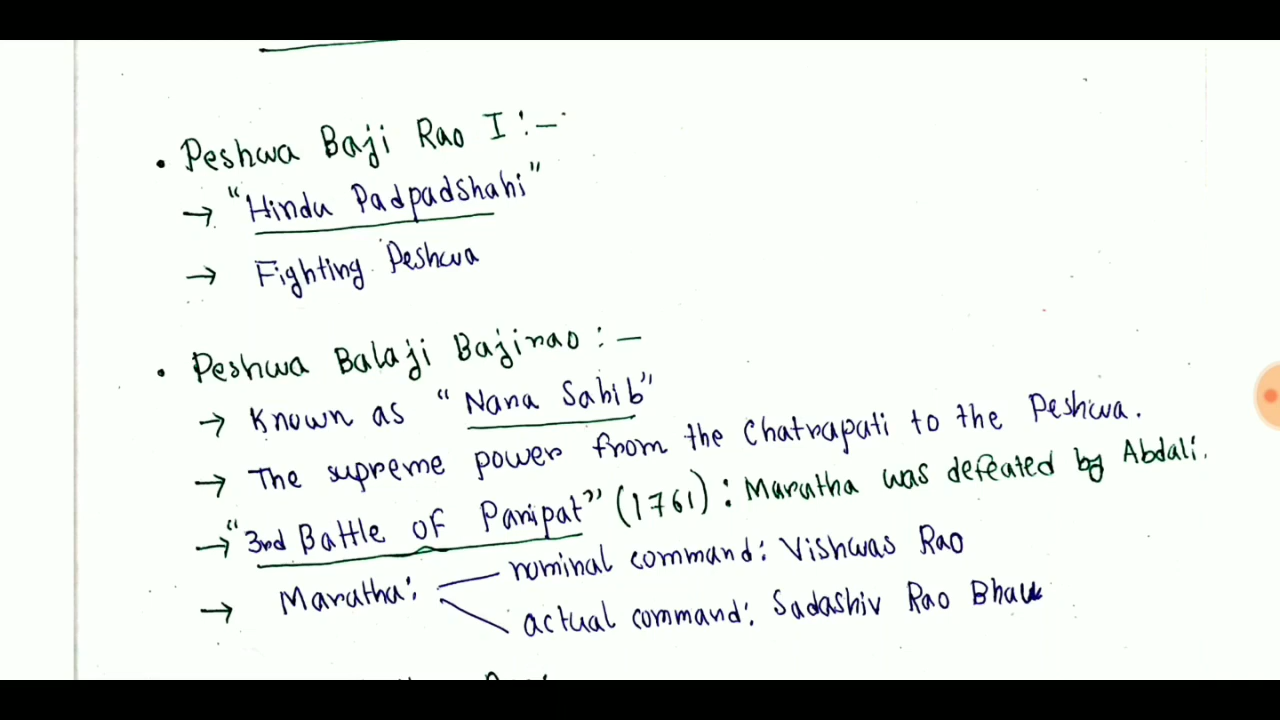 • Peshwa Baji Rao I :-
→ "Hindu Padpadshahi"
→ Fighting Peshwa
• Peshwa Balaji Bajirao : -
→ Known as "Nana Sahib"
→ The supreme power from the Chatrapati to the Peshwa.
→ "3rd Battle of Panipat" (1761) : Maratha was defeated by Abdali.
→ Maratha: nominal command: Vishwas Rao
actual command: Sadashiv Rao Bhau